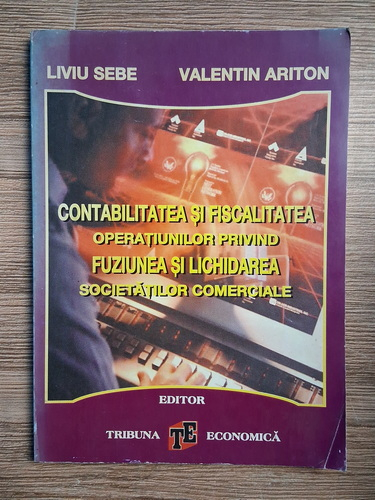 LIVIU SEBE VALENTIN ARITON
CONTABILITATEA ȘI FISCALITATEA
OPERAȚIUNILOR PRIVIND
FUZIUNEA ȘI LICHIDAREA
SOCIETĂȚILOR COMERCIALE
EDITOR
TRIBUNA TE ECONOMICĂ